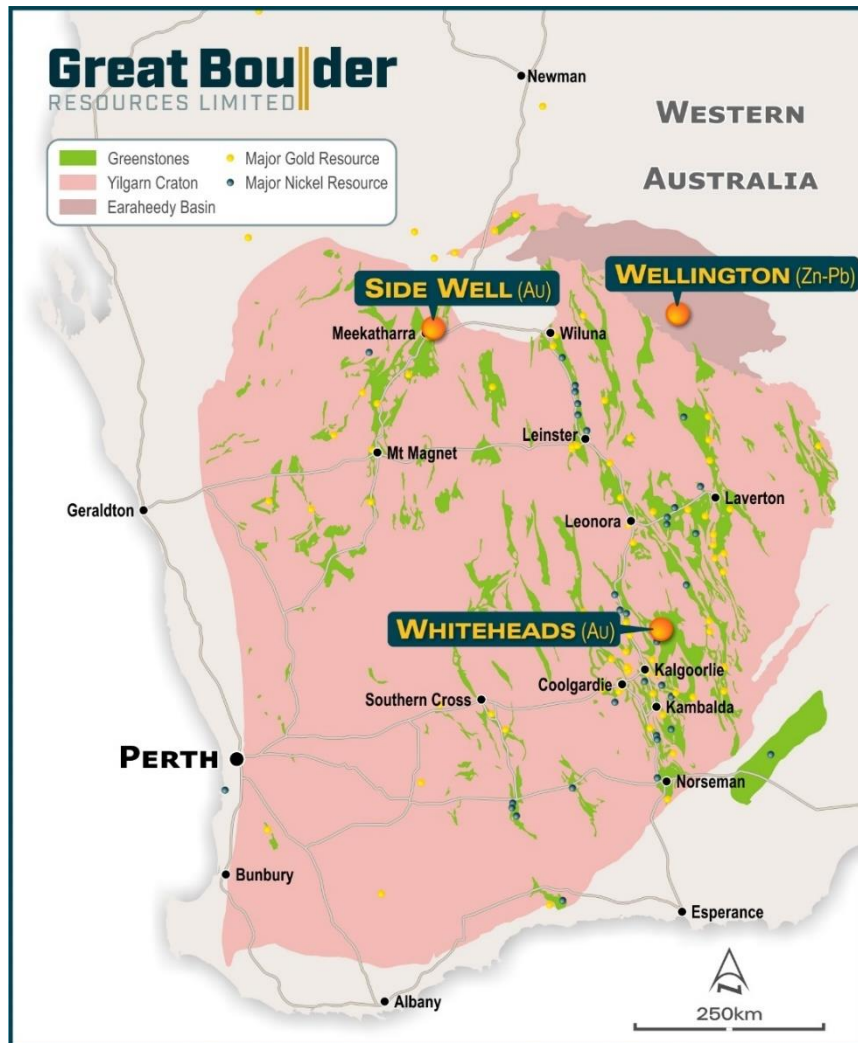 Great Boulder
RESOURCES LIMITED
Greenstones
Major Gold Resource
Yilgarn Craton
Major Nickel Resource
Earaheedy Basin
Newman
WESTERN
AUSTRALIA
SIDE WELL (AU)
WELLINGTON (Zn-Pb)
Meekatharra
Wiluna
Leinster
Mt Magnet
Geraldton
Laverton
Leonora
WHITEHEADS (AU)
Kalgoorlie
Coolgardie
Southern Cross
Kambalda
PERTH
Norseman
Bunbury
Esperance
Albany
N
250km